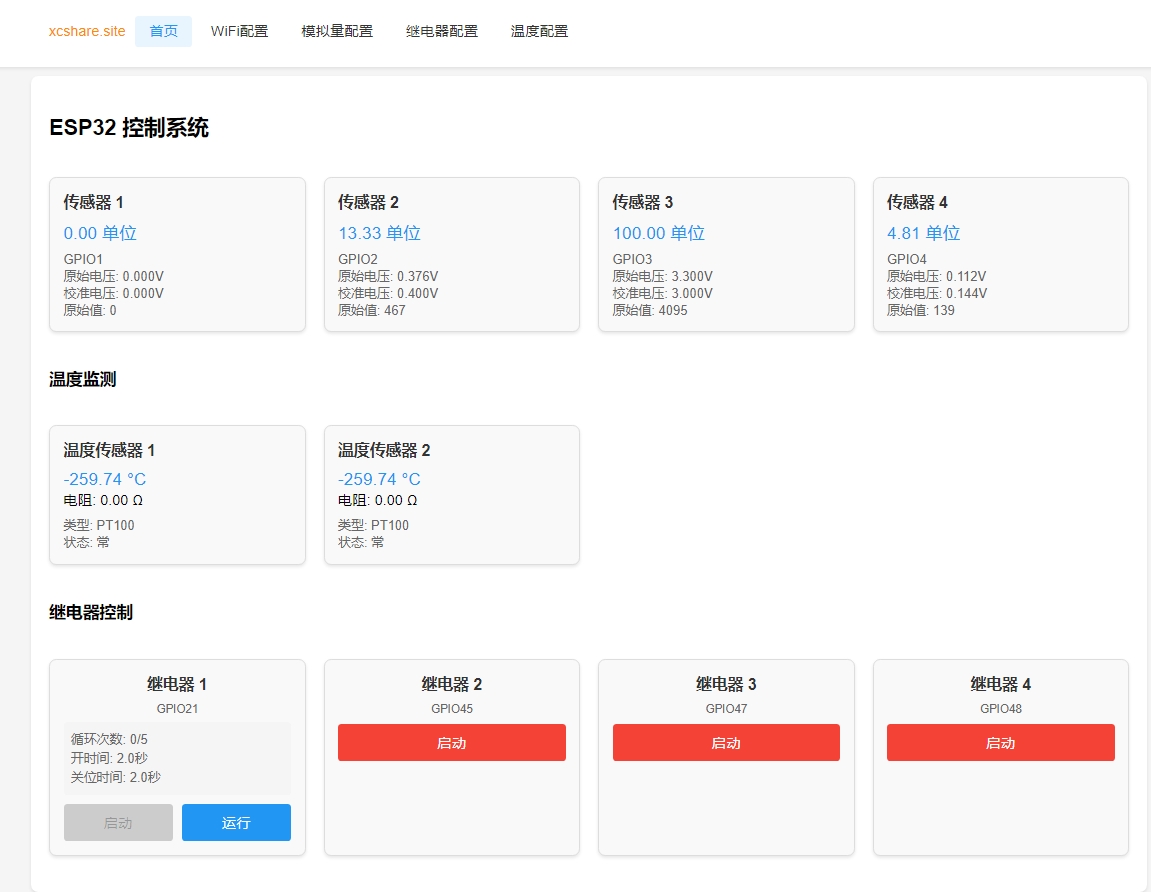 xcshare.site 首页 WiFi配置 模拟量配置 继电器配置 温度配置
ESP32 控制系统
传感器 1
0.00 单位
GPIO1
原始电压: 0.000V
校准电压: 0.000V
原始值: 0
传感器 2
13.33 单位
GPIO2
原始电压: 0.376V
校准电压: 0.400V
原始值: 467
传感器 3
100.00 单位
GPIO3
原始电压: 3.300V
校准电压: 3.000V
原始值: 4095
传感器 4
4.81 单位
GPIO4
原始电压: 0.112V
校准电压: 0.144V
原始值: 139
温度监测
温度传感器 1
-259.74 °C
电阻: 0.00 Ω
类型: PT100
状态: 常
温度传感器 2
-259.74 °C
电阻: 0.00 Ω
类型: PT100
状态: 常
继电器控制
继电器 1
GPIO21
循环次数: 0/5
开时间: 2.0秒
关位时间: 2.0秒
启动 运行
继电器 2
GPIO45
启动
继电器 3
GPIO47
启动
继电器 4
GPIO48
启动